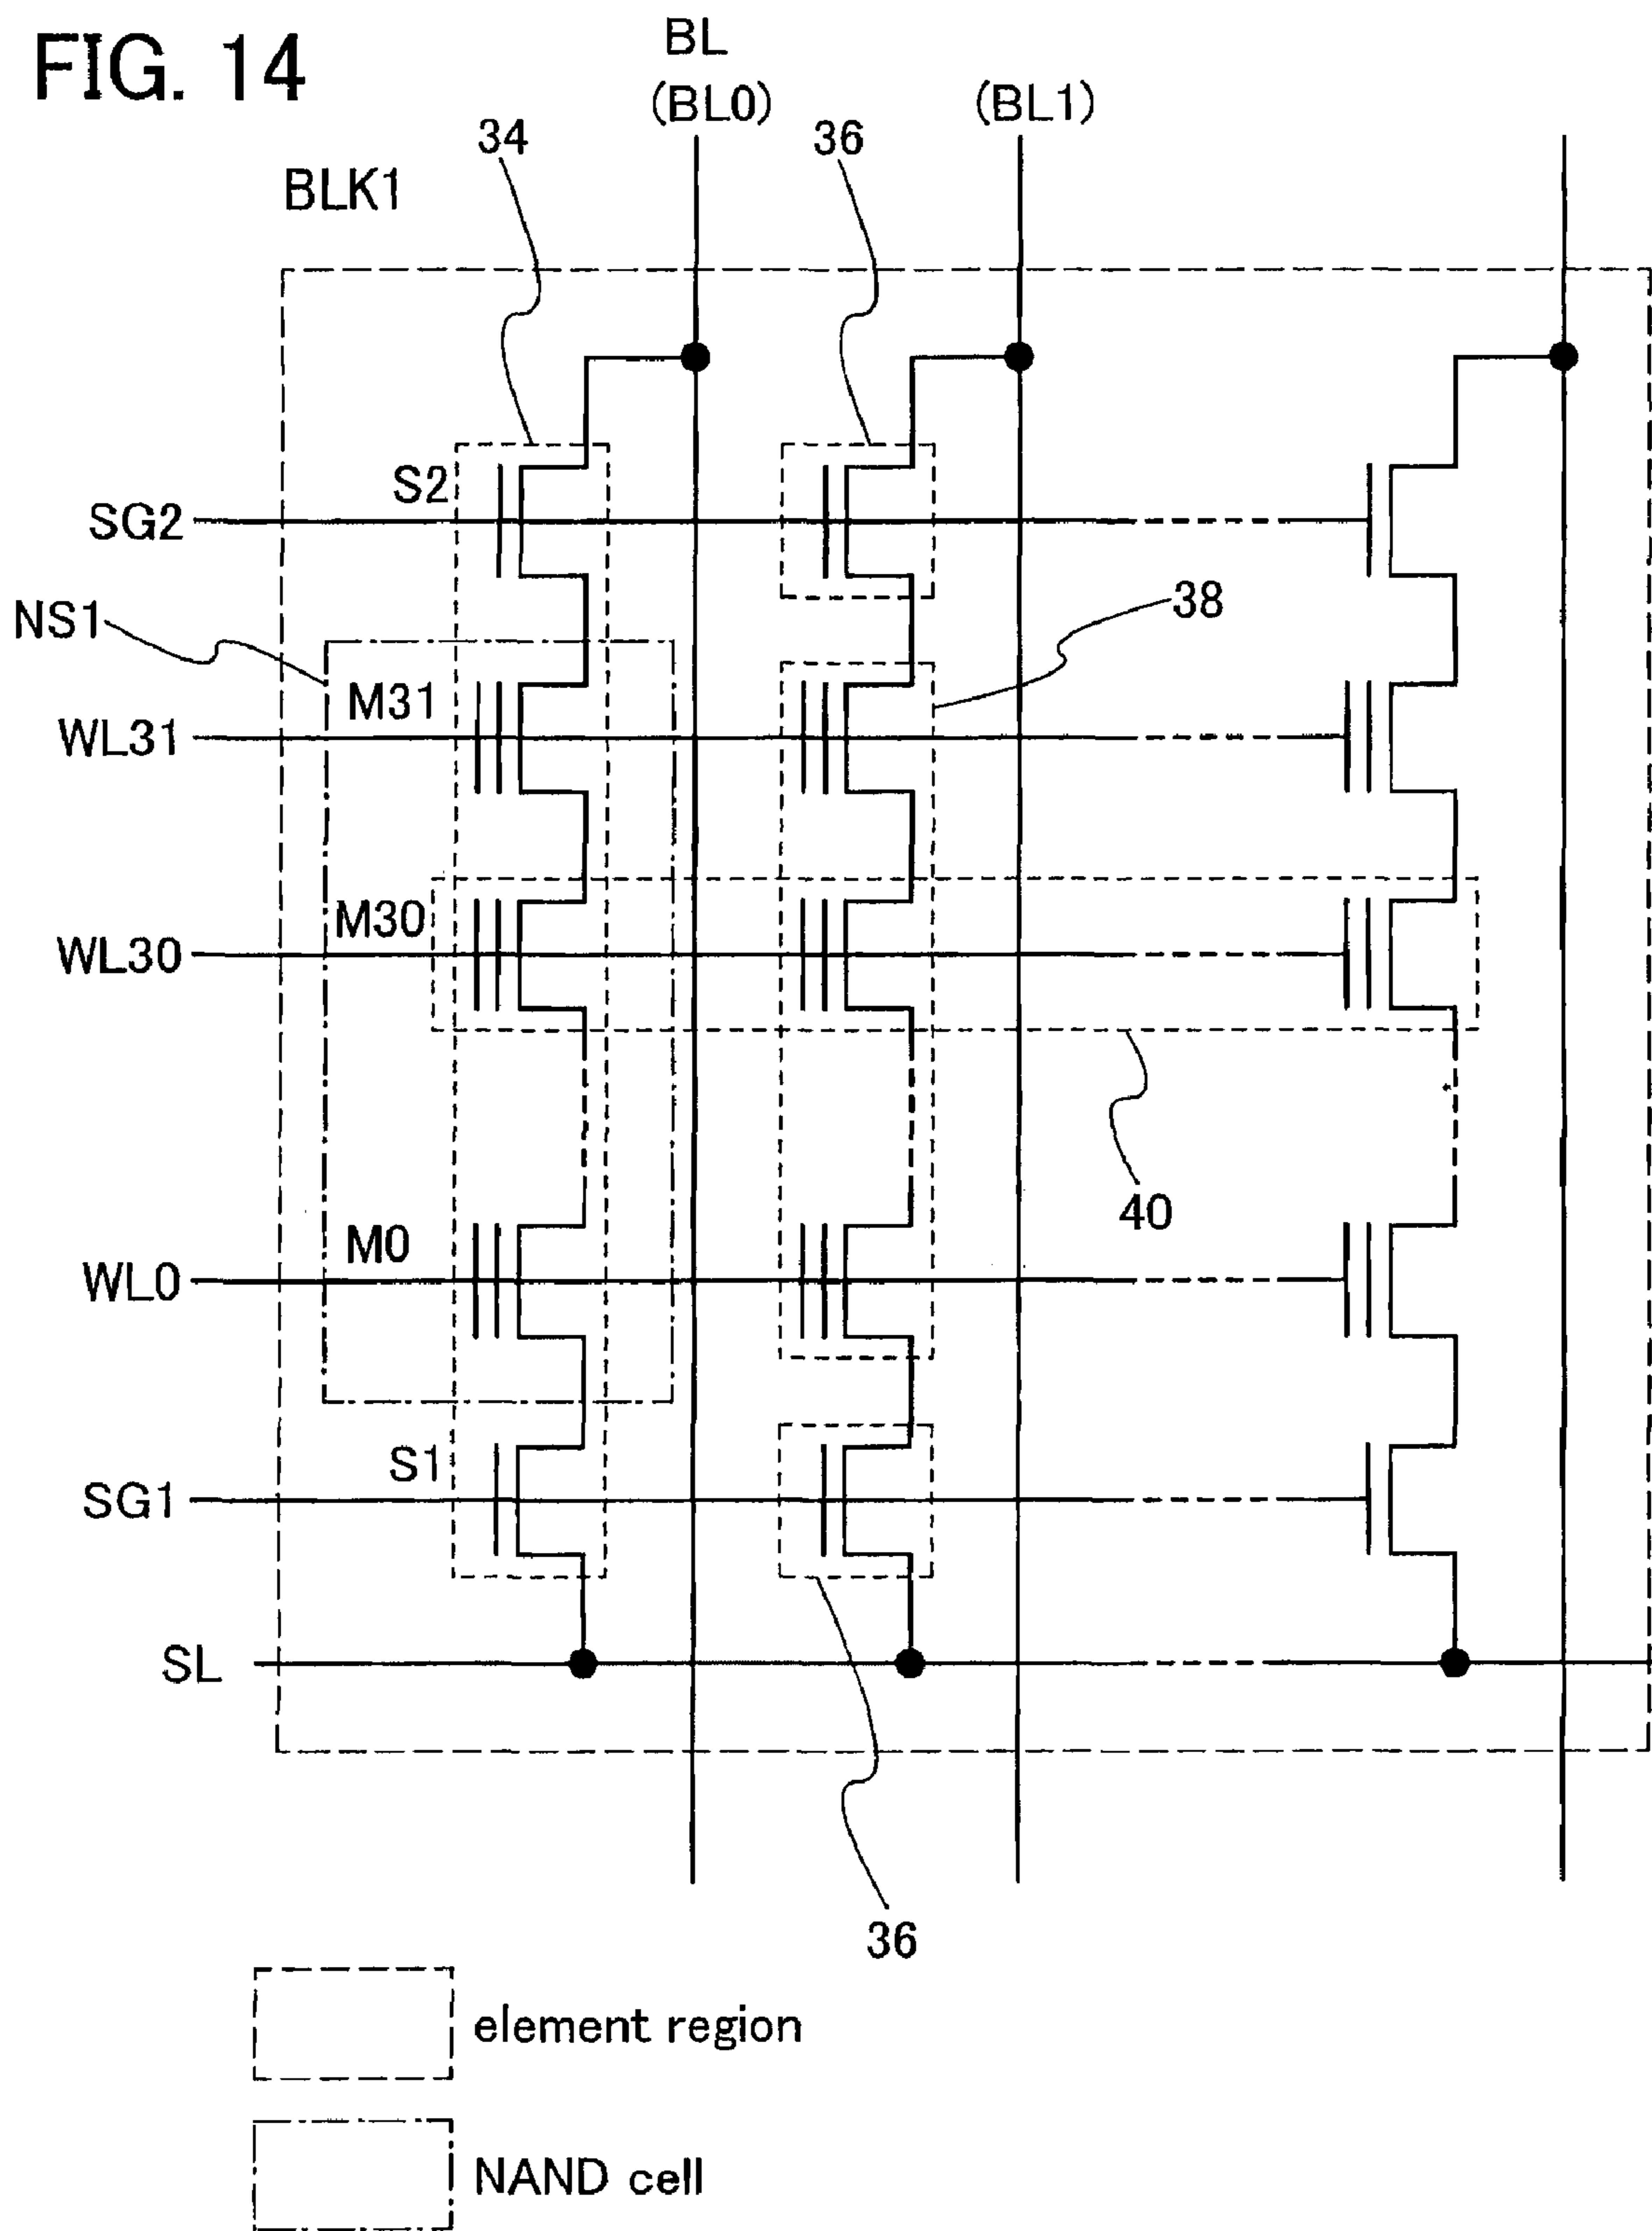 FIG. 14
BL
(BL0)
(BL1)
34
36
BLK1
S2
SG2
NS1
38
M31
WL31
M30
WL30
40
M0
WL0
S1
SG1
SL
36
element region
NAND cell